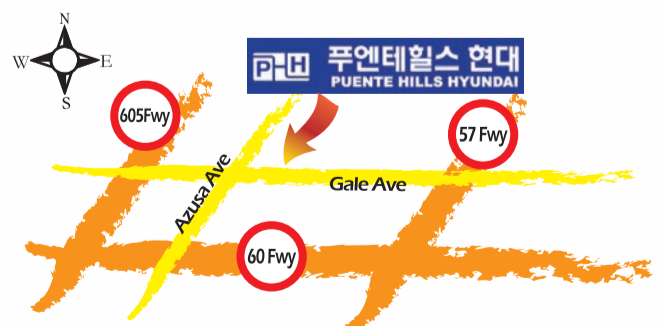 N
W E
S
PH 푸엔테힐스 현대
PUENTE HILLS HYUNDAI
605Fwy
57 Fwy
Azusa Ave
Gale Ave
60 Fwy